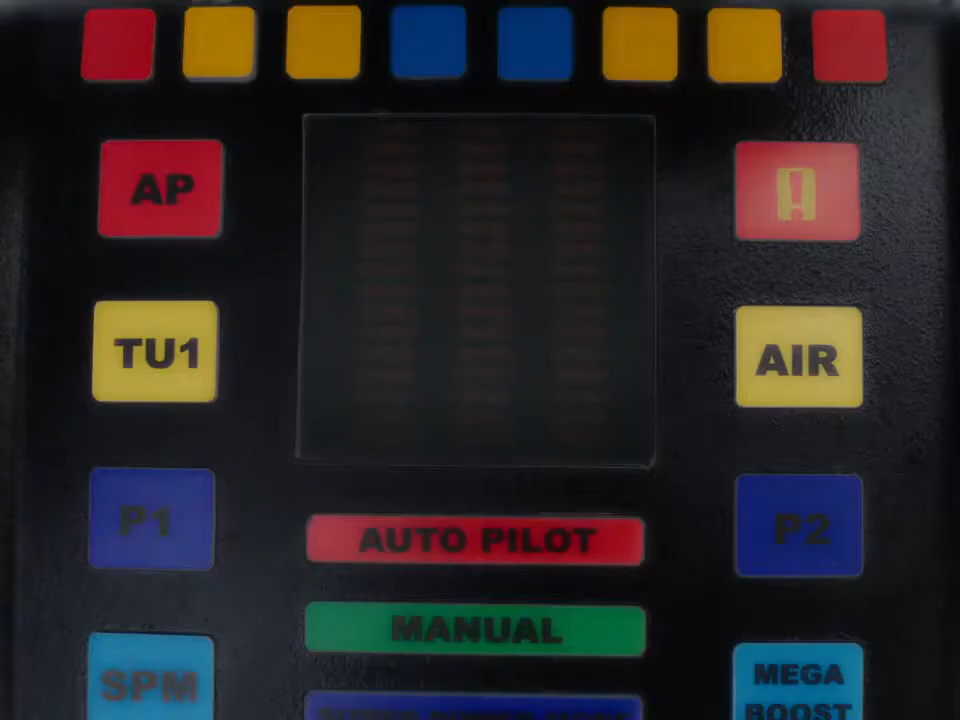 AP
TU1
AIR
P1
P2
AUTO PILOT
MANUAL
SPM
MEGA
BOOST